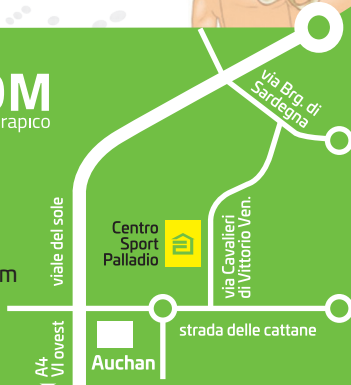 OM
rapico
via Brg. di
Sardegna
viale del sole
Centro
Sport
Palladio
via Cavalieri
di Vittorio Ven.
m
strada delle cattane
A4
VI ovest
Auchan